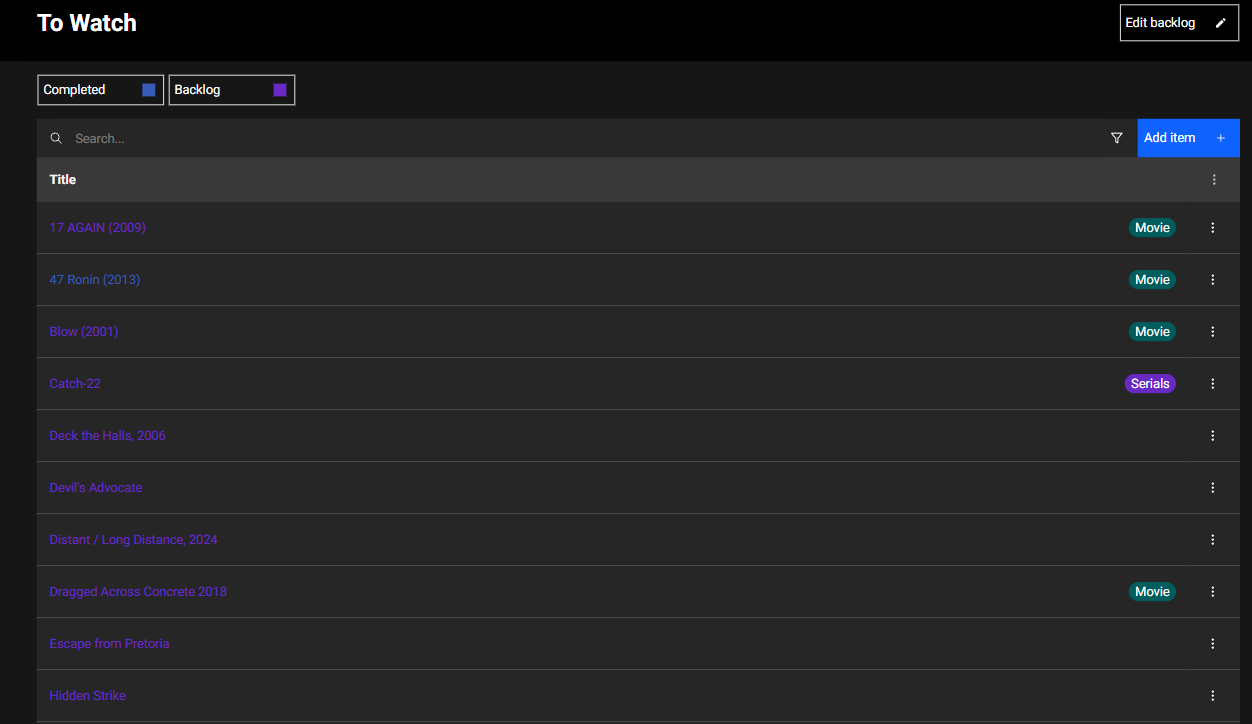 To Watch
Edit backlog
Completed
Backlog
Search...
Add item +
Title
17 AGAIN (2009) Movie
47 Ronin (2013) Movie
Blow (2001) Movie
Catch-22 Serials
Deck the Halls, 2006
Devil's Advocate
Distant / Long Distance, 2024
Dragged Across Concrete 2018 Movie
Escape from Pretoria
Hidden Strike